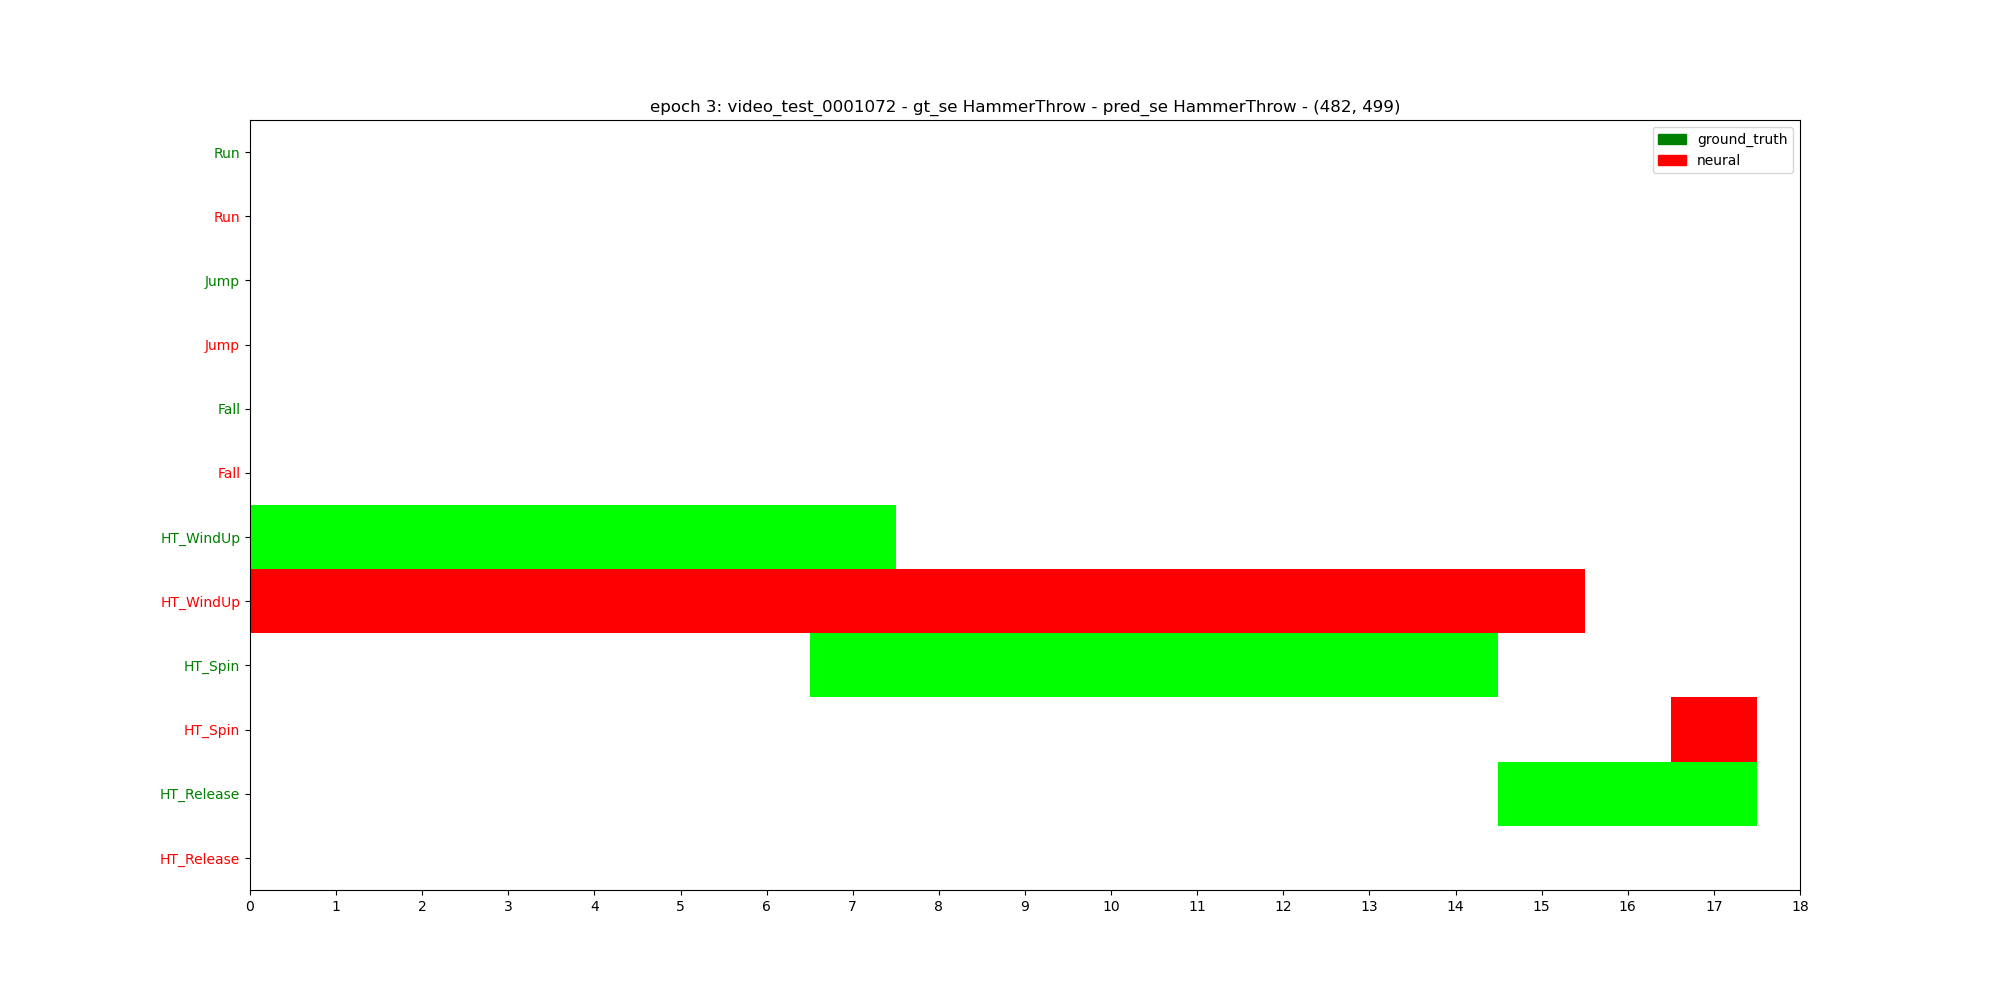 epoch 3: video_test_0001072 - gt_se HammerThrow - pred_se HammerThrow - (482, 499)
ground_truth
neural
Run
Run
Jump
Jump
Fall
Fall
HT_WindUp
HT_WindUp
HT_Spin
HT_Spin
HT_Release
HT_Release
0 1 2 3 4 5 6 7 8 9 10 11 12 13 14 15 16 17 18